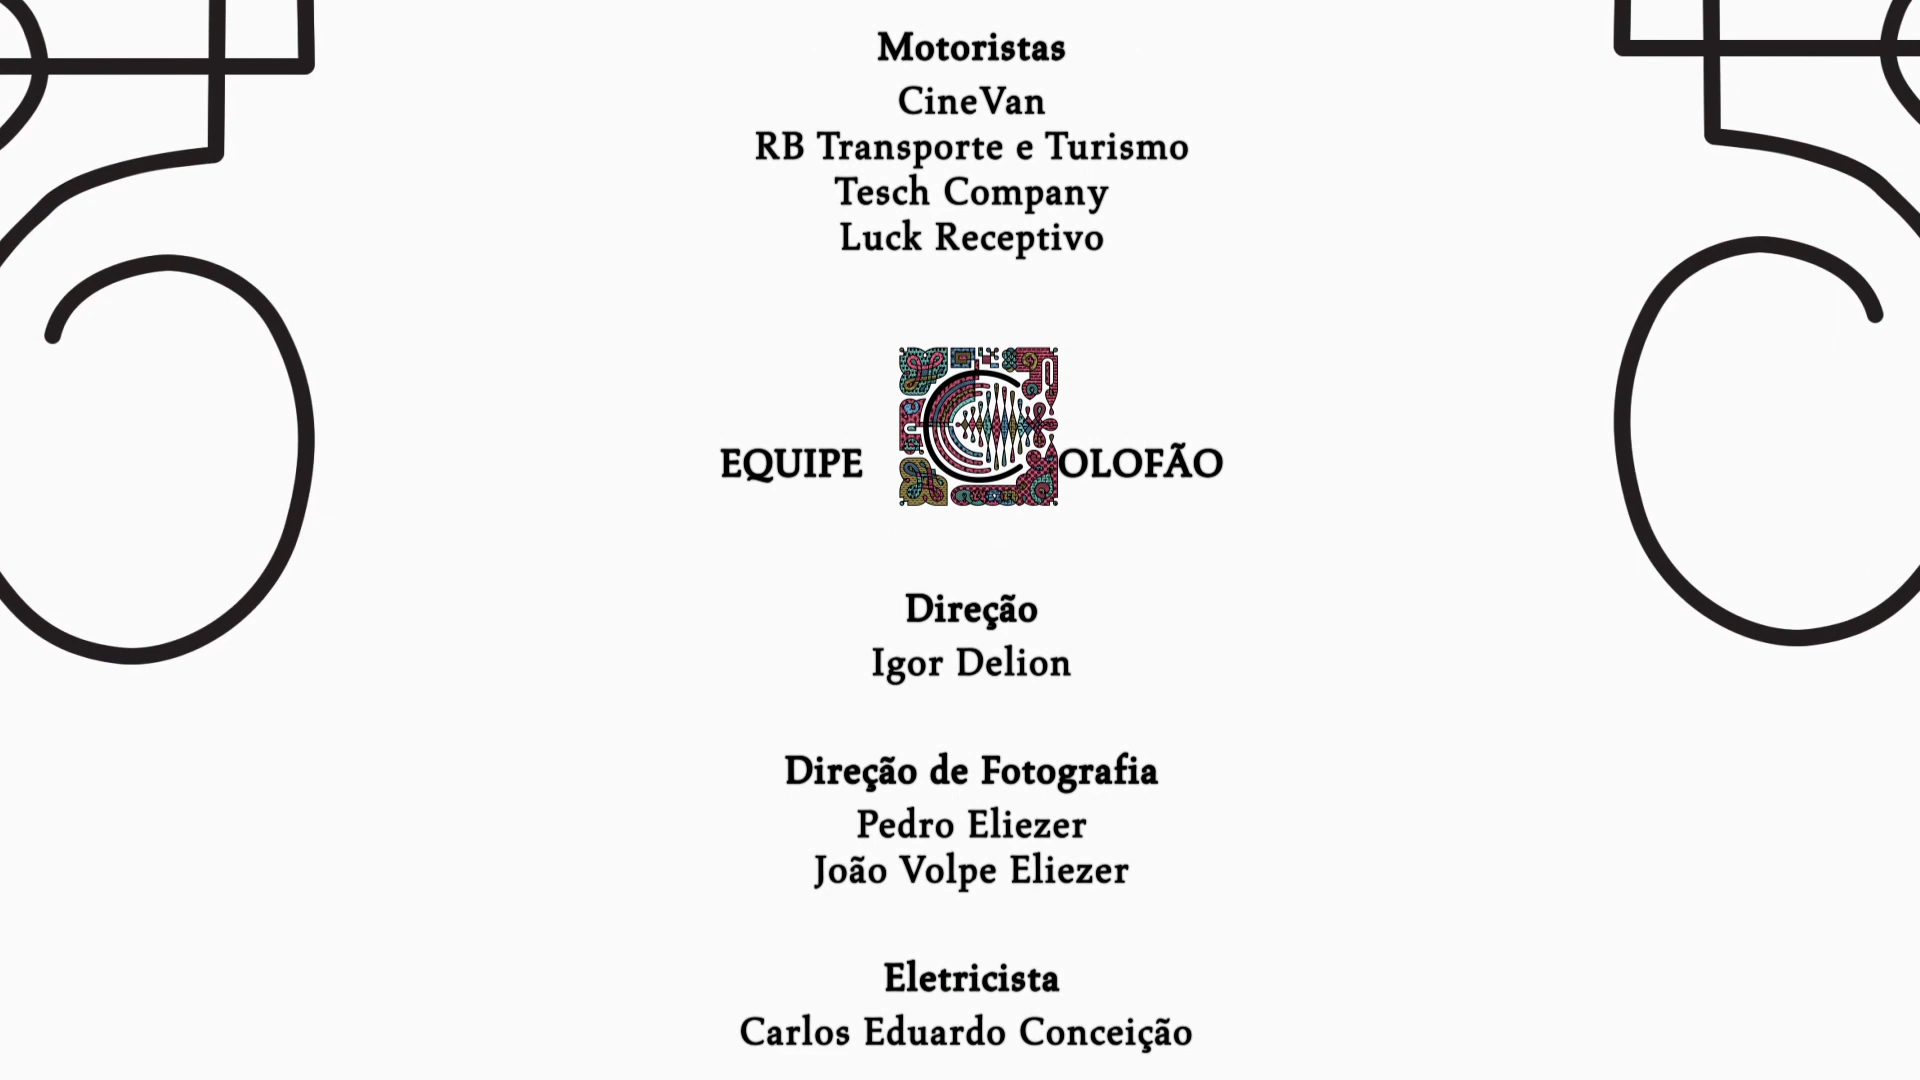 Motoristas
CineVan
RB Transporte e Turismo
Tesch Company
Luck Receptivo
EQUIPE COLOFÃO
Direção
Igor Delion
Direção de Fotografia
Pedro Eliezer
João Volpe Eliezer
Eletricista
Carlos Eduardo Conceição